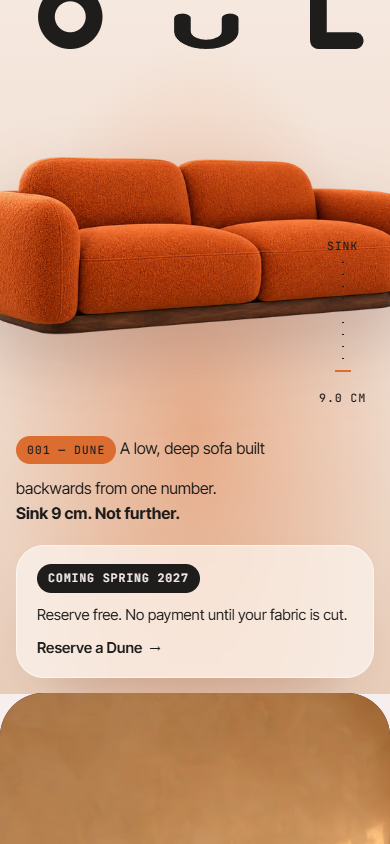 O U L
SINK
9.0 CM
001 — DUNE A low, deep sofa built
backwards from one number.
Sink 9 cm. Not further.
COMING SPRING 2027
Reserve free. No payment until your fabric is cut.
Reserve a Dune →